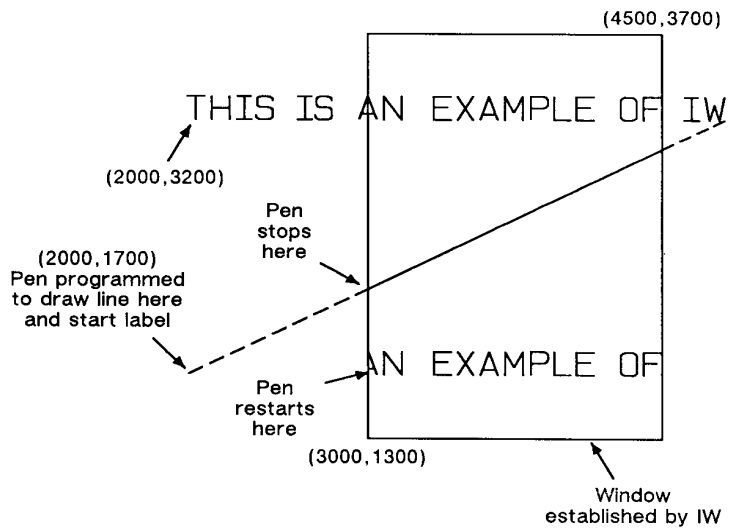 (4500,3700)
THIS IS AN EXAMPLE OF IW
(2000,3200)
Pen
stops
here
(2000,1700)
Pen programmed
to draw line here
and start label
AN EXAMPLE OF
Pen
restarts
here
(3000,1300)
Window
established by IW